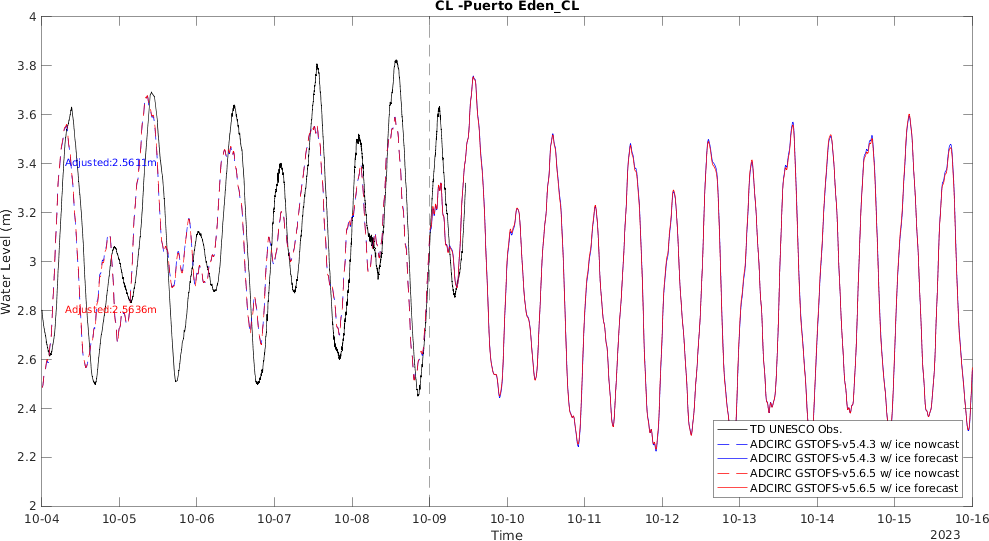 CL -Puerto Eden_CL
4
3.8
3.6
3.4
3.2
3
2.8
2.6
2.4
2.2
2
Water Level (m)
Adjusted:2.5611m
Adjusted:2.5636m
TD UNESCO Obs.
ADCIRC GSTOFS-v5.4.3 w/ ice nowcast
ADCIRC GSTOFS-v5.4.3 w/ ice forecast
ADCIRC GSTOFS-v5.6.5 w/ ice nowcast
ADCIRC GSTOFS-v5.6.5 w/ ice forecast
10-04 10-05 10-06 10-07 10-08 10-09 10-10 10-11 10-12 10-13 10-14 10-15 10-16
Time
2023